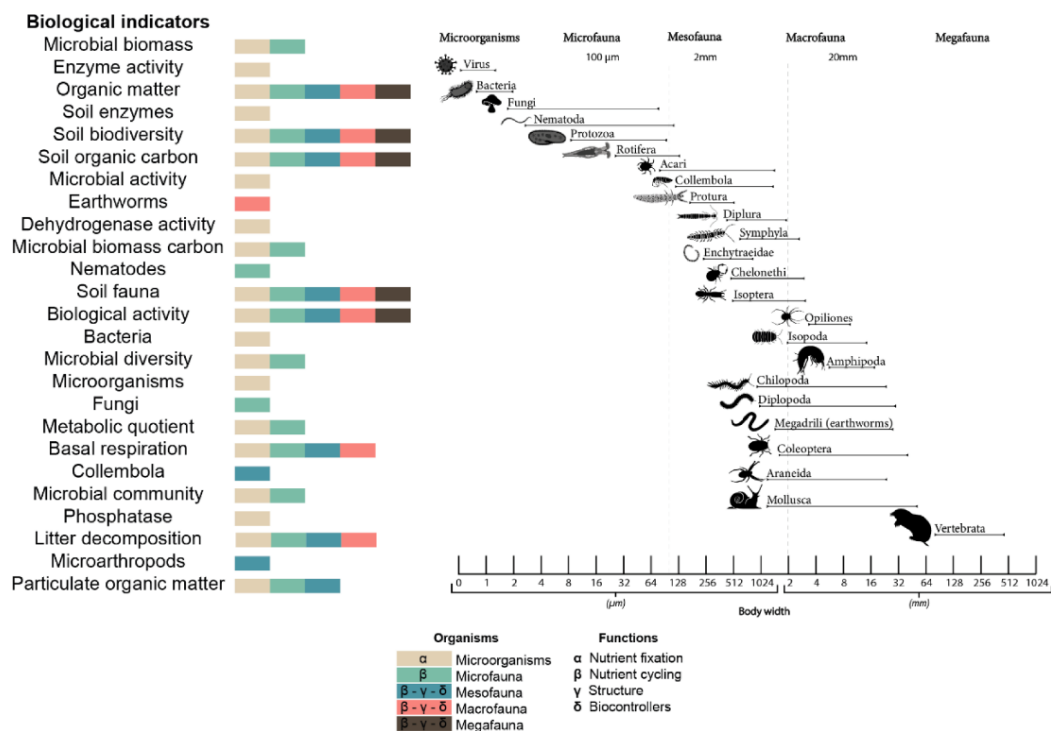 Biological indicators
Microbial biomass
Enzyme activity
Organic matter
Soil enzymes
Soil biodiversity
Soil organic carbon
Microbial activity
Earthworms
Dehydrogenase activity
Microbial biomass carbon
Nematodes
Soil fauna
Biological activity
Bacteria
Microbial diversity
Microorganisms
Fungi
Metabolic quotient
Basal respiration
Collembola
Microbial community
Phosphatase
Litter decomposition
Microarthropods
Particulate organic matter
Microorganisms Microfauna Mesofauna Macrofauna Megafauna
100 μm 2mm 20mm
Virus
Bacteria
Fungi
Nematoda
Protozoa
Rotifera
Acari
Collembola
Protura
Diplura
Symphyla
Enchytraeidae
Chelonethi
Isoptera
Opiliones
Isopoda
Amphipoda
Chilopoda
Diplopoda
Megadrili (earthworms)
Coleoptera
Araneida
Mollusca
Vertebrata
0 1 2 4 8 16 32 64 128 256 512 1024 2 4 8 16 32 64 128 256 512 1024
(μm) Body width (mm)
Organisms Functions
α Microorganisms α Nutrient fixation
β Microfauna β Nutrient cycling
β - γ - δ Mesofauna γ Structure
β - γ - δ Macrofauna δ Biocontrollers
β - γ - δ Megafauna